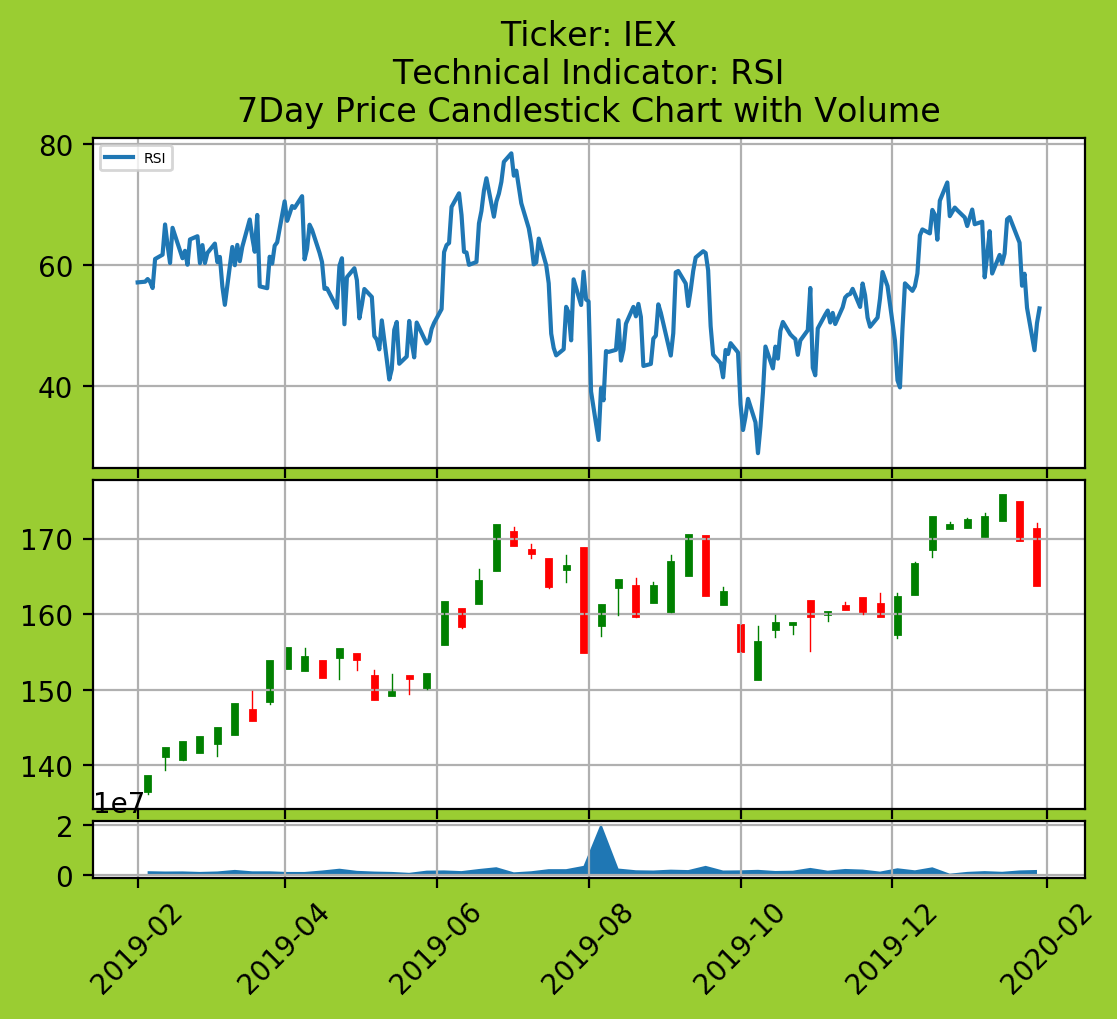 Ticker: IEX
Technical Indicator: RSI
7Day Price Candlestick Chart with Volume
80
RSI
60
40
170
160
150
140
1e7
2
0
2019-02 2019-04 2019-06 2019-08 2019-10 2019-12 2020-02